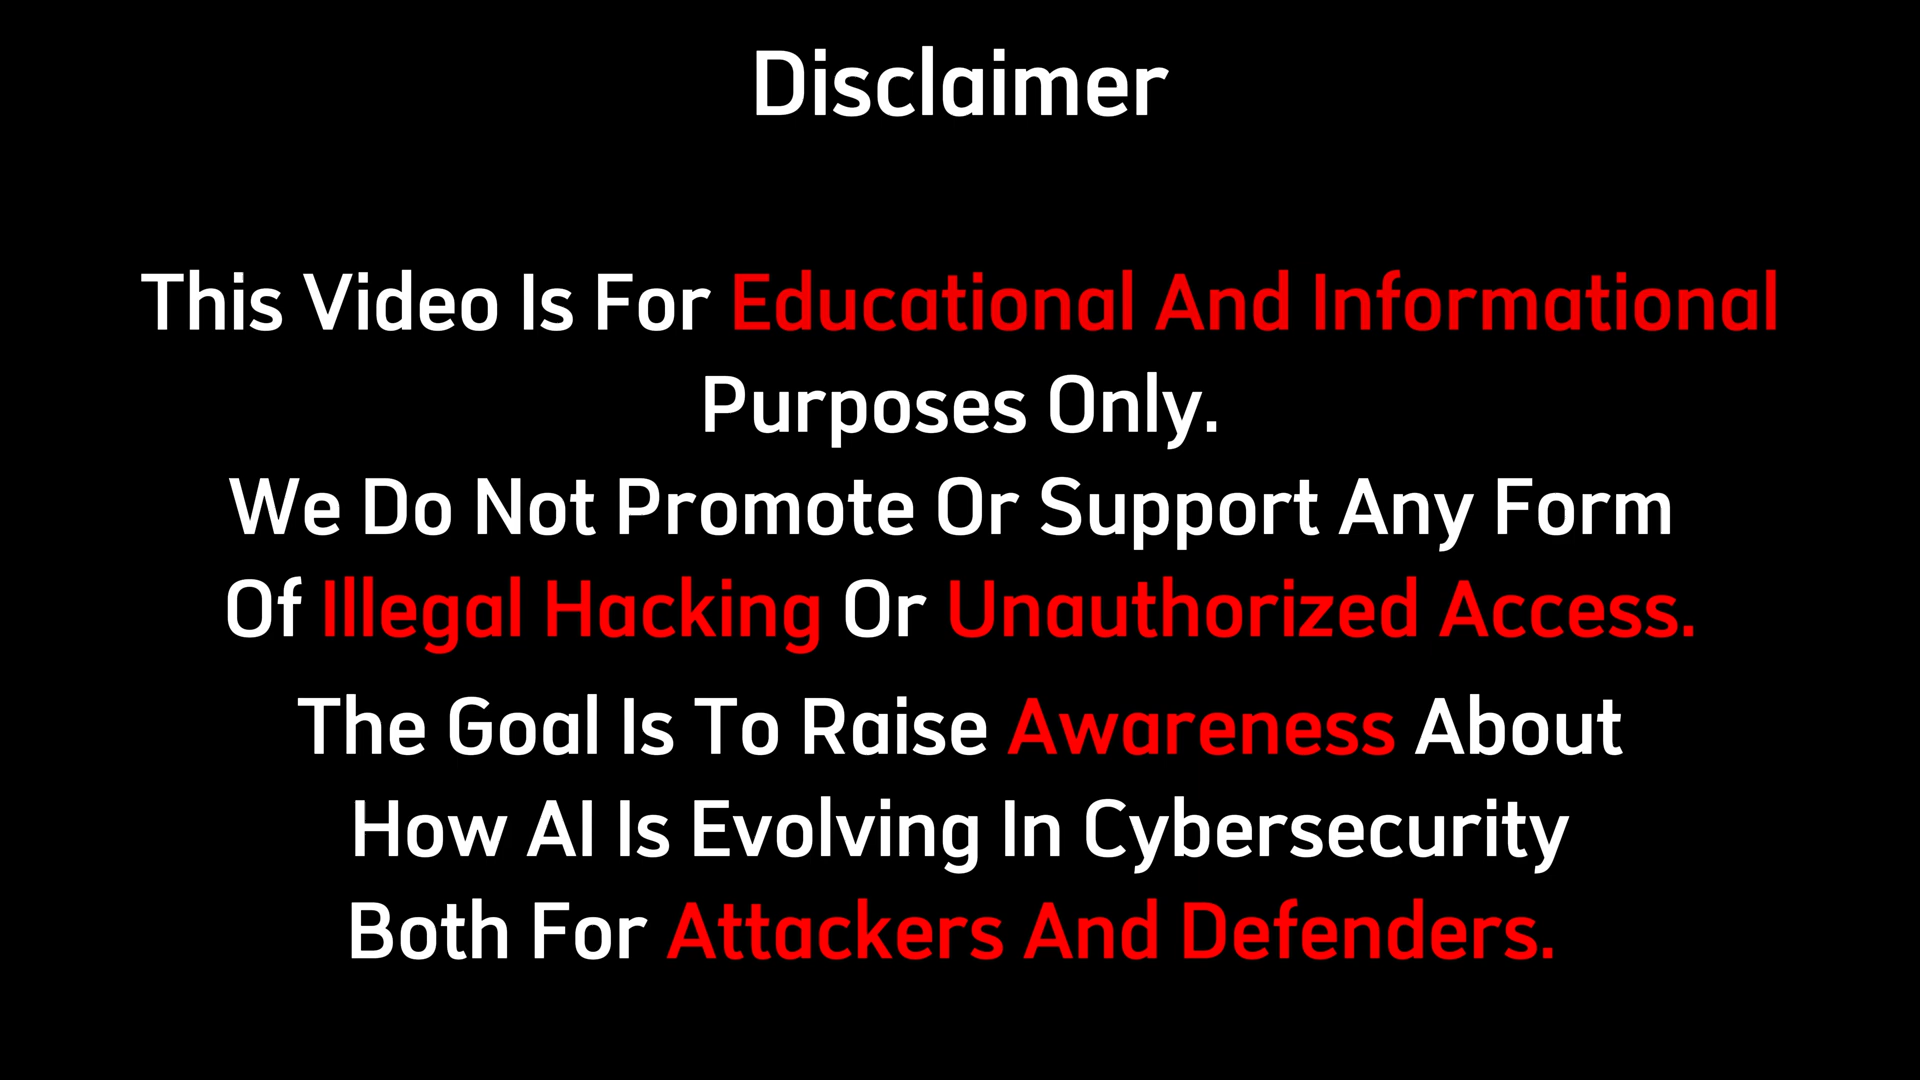 Disclaimer
This Video Is For Educational And Informational
Purposes Only.
We Do Not Promote Or Support Any Form
Of Illegal Hacking Or Unauthorized Access.
The Goal Is To Raise Awareness About
How AI Is Evolving In Cybersecurity
Both For Attackers And Defenders.